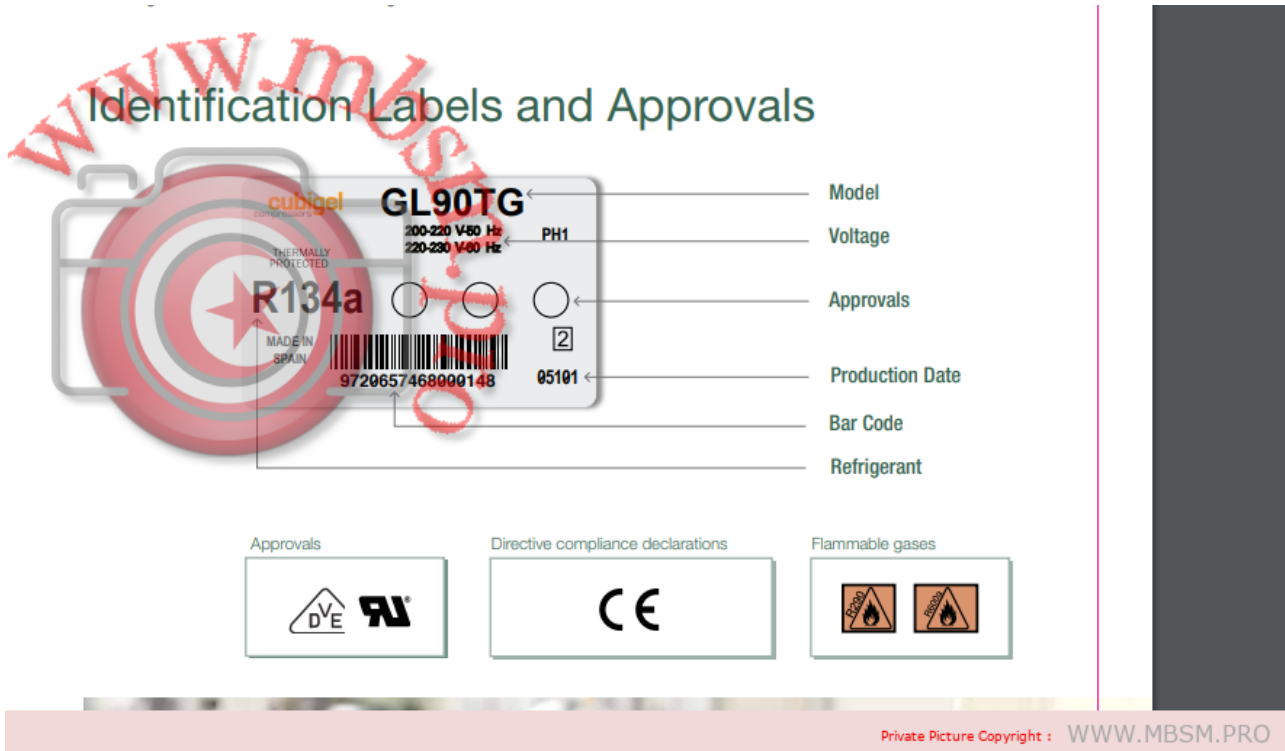 www.mbsm.pro
Identification Labels and Approvals
cubigel
compressors
GL90TG
Model
200-220 V-50 Hz
220-230 V-60 Hz
PH1
Voltage
THERMALLY
PROTECTED
R134a
Approvals
MADE IN
SPAIN
2
9720657468000148
05101
Production Date
Bar Code
Refrigerant
Approvals
Directive compliance declarations
Flammable gases
DVE
RU
CE
R290
R600a
Private Picture Copyright : WWW.MBSM.PRO